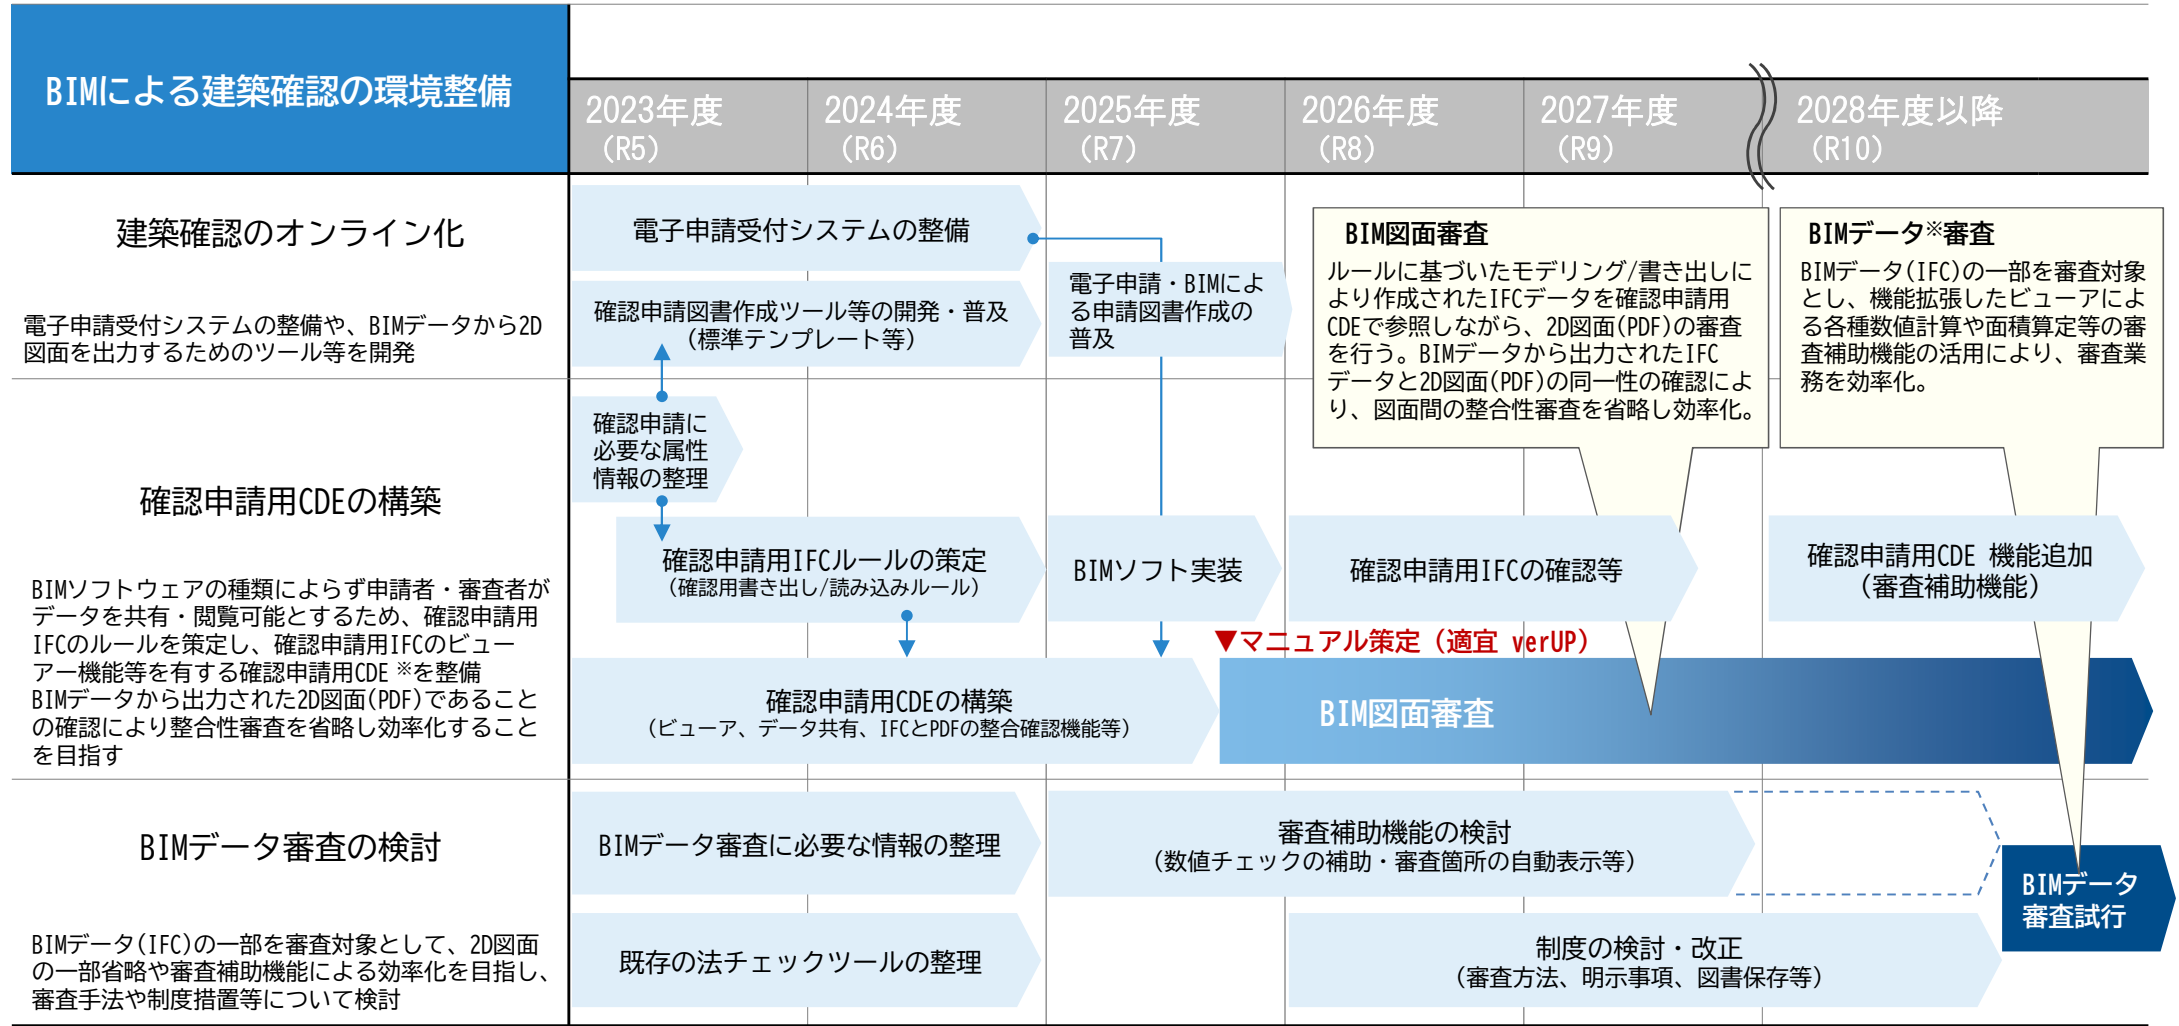 BIMによる建築確認の環境整備
2023年度
(R5)
2024年度
(R6)
2025年度
(R7)
2026年度
(R8)
2027年度
(R9)
2028年度以降
(R10)
建築確認のオンライン化
電子申請受付システムの整備や、BIMデータから2D
図面を出力するためのツール等を開発
電子申請受付システムの整備
確認申請図書作成ツール等の開発・普及
(標準テンプレート等)
電子申請・BIMによ
る申請図書作成の
普及
BIM図面審査
ルールに基づいたモデリング/書き出しに
より作成されたIFCデータを確認申請用
CDEで参照しながら、2D図面(PDF)の審査
を行う。BIMデータから出力されたIFC
データと2D図面(PDF)の同一性の確認によ
り、図面間の整合性審査を省略し効率化。
BIMデータ※審査
BIMデータ(IFC)の一部を審査対象
とし、機能拡張したビューアによ
る各種数値計算や面積算定等の審
査補助機能の活用により、審査業
務を効率化。
確認申請用CDEの構築
BIMソフトウェアの種類によらず申請者・審査者が
データを共有・閲覧可能とするため、確認申請用
IFCのルールを策定し、確認申請用IFCのビュー
アー機能等を有する確認申請用CDE ※を整備
BIMデータから出力された2D図面(PDF)であること
の確認により整合性審査を省略し効率化すること
を目指す
確認申請に
必要な属性
情報の整理
確認申請用IFCルールの策定
(確認用書き出し/読み込みルール)
BIMソフト実装
確認申請用IFCの確認等
確認申請用CDE 機能追加
(審査補助機能)
▼マニュアル策定(適宜 verUP)
確認申請用CDEの構築
(ビューア、データ共有、IFCとPDFの整合確認機能等)
BIM図面審査
BIMデータ審査の検討
BIMデータ(IFC)の一部を審査対象として、2D図面
の一部省略や審査補助機能による効率化を目指し、
審査手法や制度措置等について検討
BIMデータ審査に必要な情報の整理
審査補助機能の検討
(数値チェックの補助・審査箇所の自動表示等)
既存の法チェックツールの整理
制度の検討・改正
(審査方法、明示事項、図書保存等)
BIMデータ
審査試行